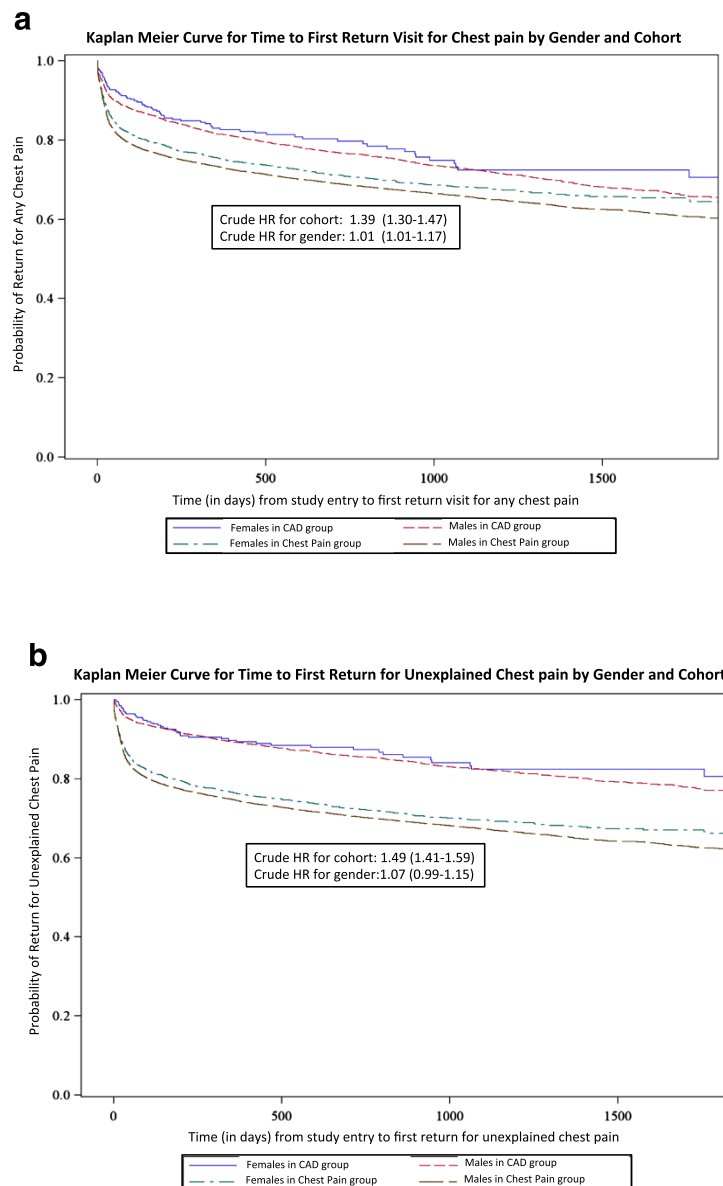 a
Kaplan Meier Curve for Time to First Return Visit for Chest pain by Gender and Cohort
Probability of Return for Any Chest Pain
1.0
0.8
0.6
0.4
0.2
0.0
Crude HR for cohort: 1.39 (1.30-1.47)
Crude HR for gender: 1.01 (1.01-1.17)
0 500 1000 1500
Time (in days) from study entry to first return visit for any chest pain
Females in CAD group Males in CAD group
Females in Chest Pain group Males in Chest Pain group
b
Kaplan Meier Curve for Time to First Return for Unexplained Chest pain by Gender and Cohort
Probability of Return for Unexplained Chest Pain
1.0
0.8
0.6
0.4
0.2
0.0
Crude HR for cohort: 1.49 (1.41-1.59)
Crude HR for gender:1.07 (0.99-1.15)
0 500 1000 1500
Time (in days) from study entry to first return for unexplained chest pain
Females in CAD group Males in CAD group
Females in Chest Pain group Males in Chest Pain group